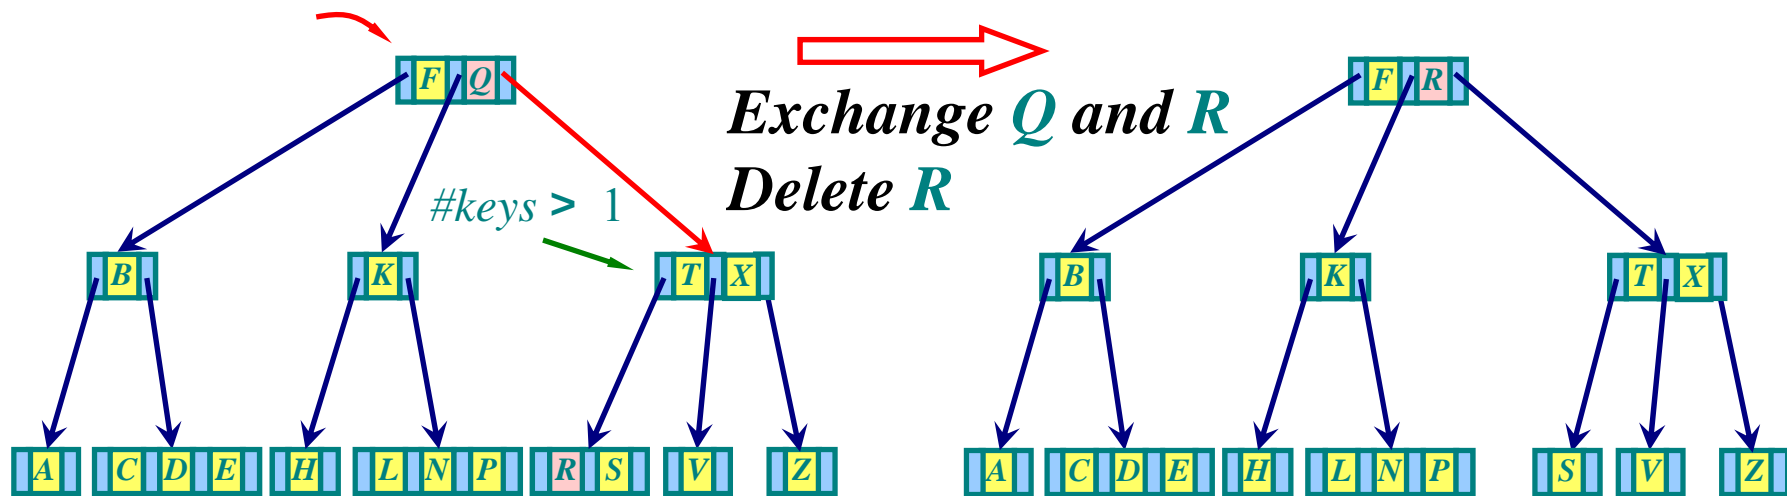 F Q
F R
Exchange Q and R
Delete R
#keys > 1
B K T X
B K T X
A C D E H L N P R S V Z
A C D E H L N P S V Z